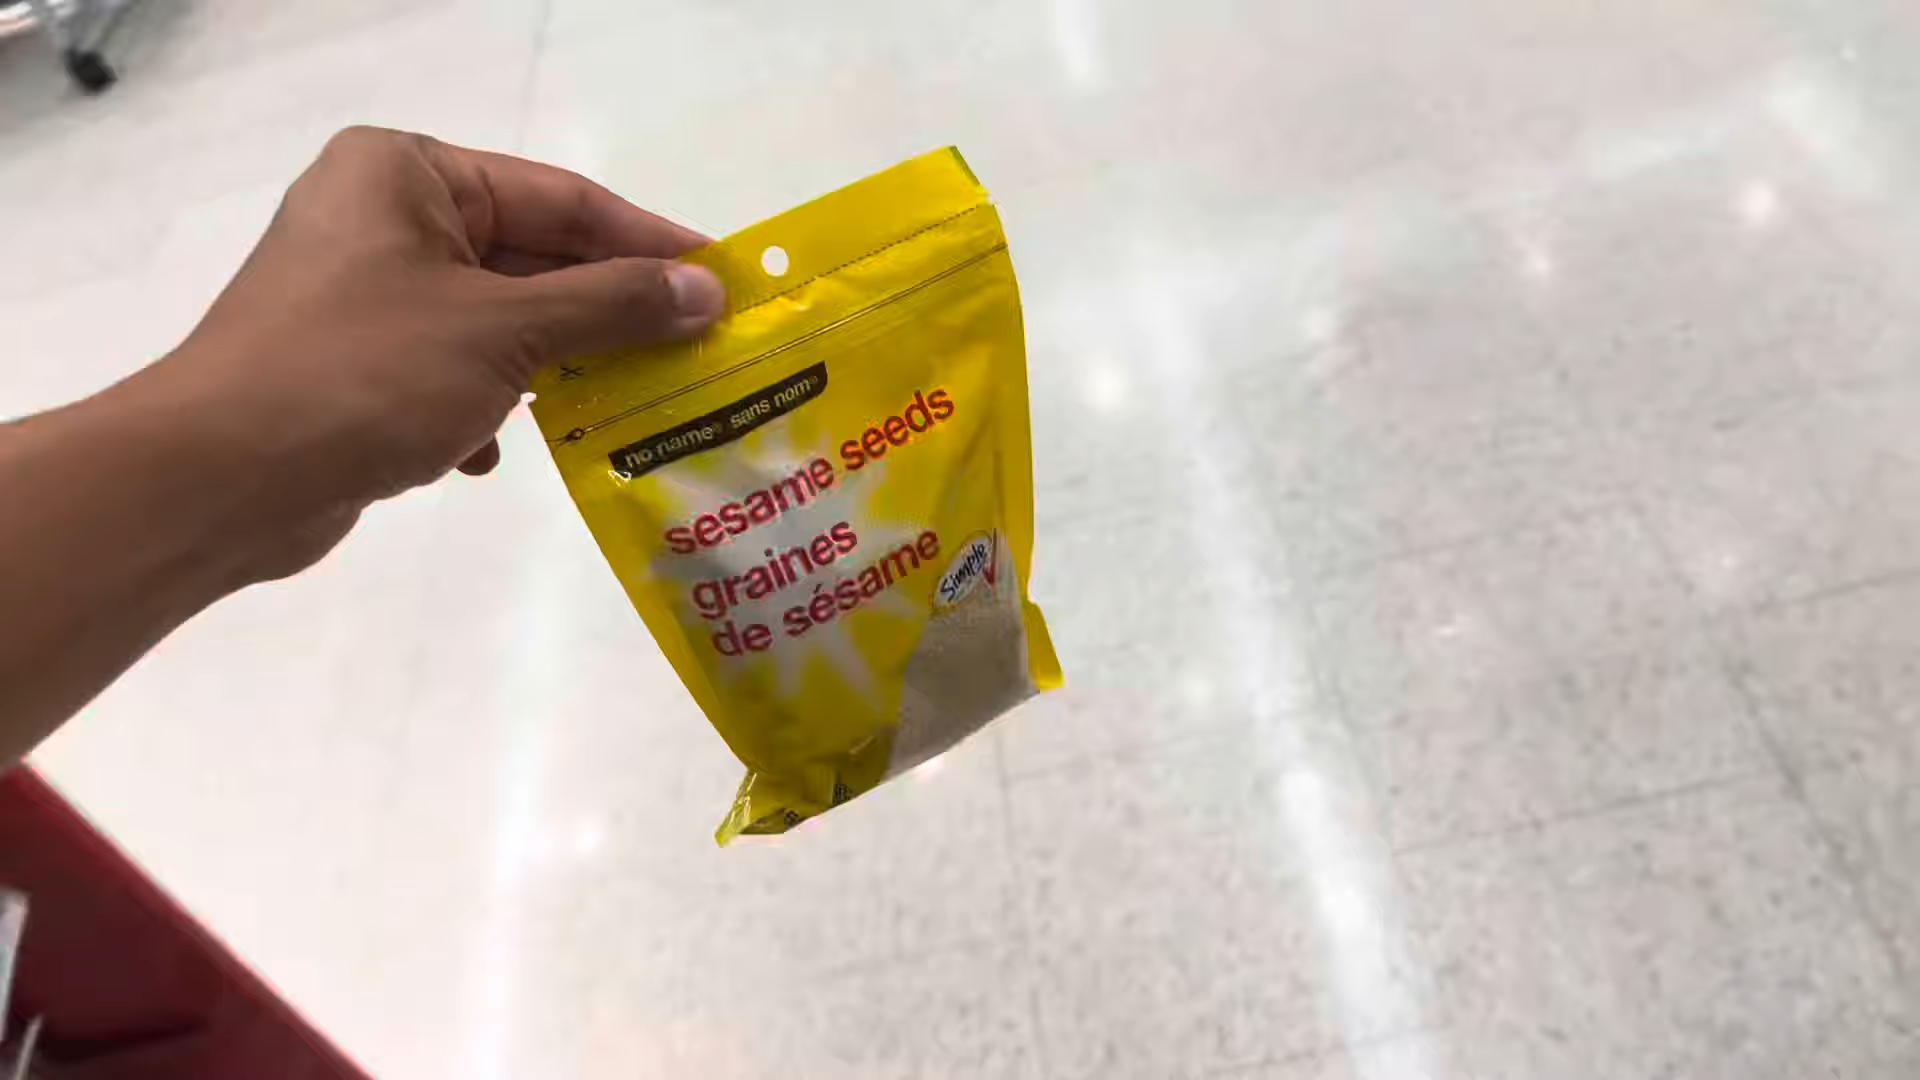 no name® sans nom®
sesame seeds
graines
de sésame
Simple